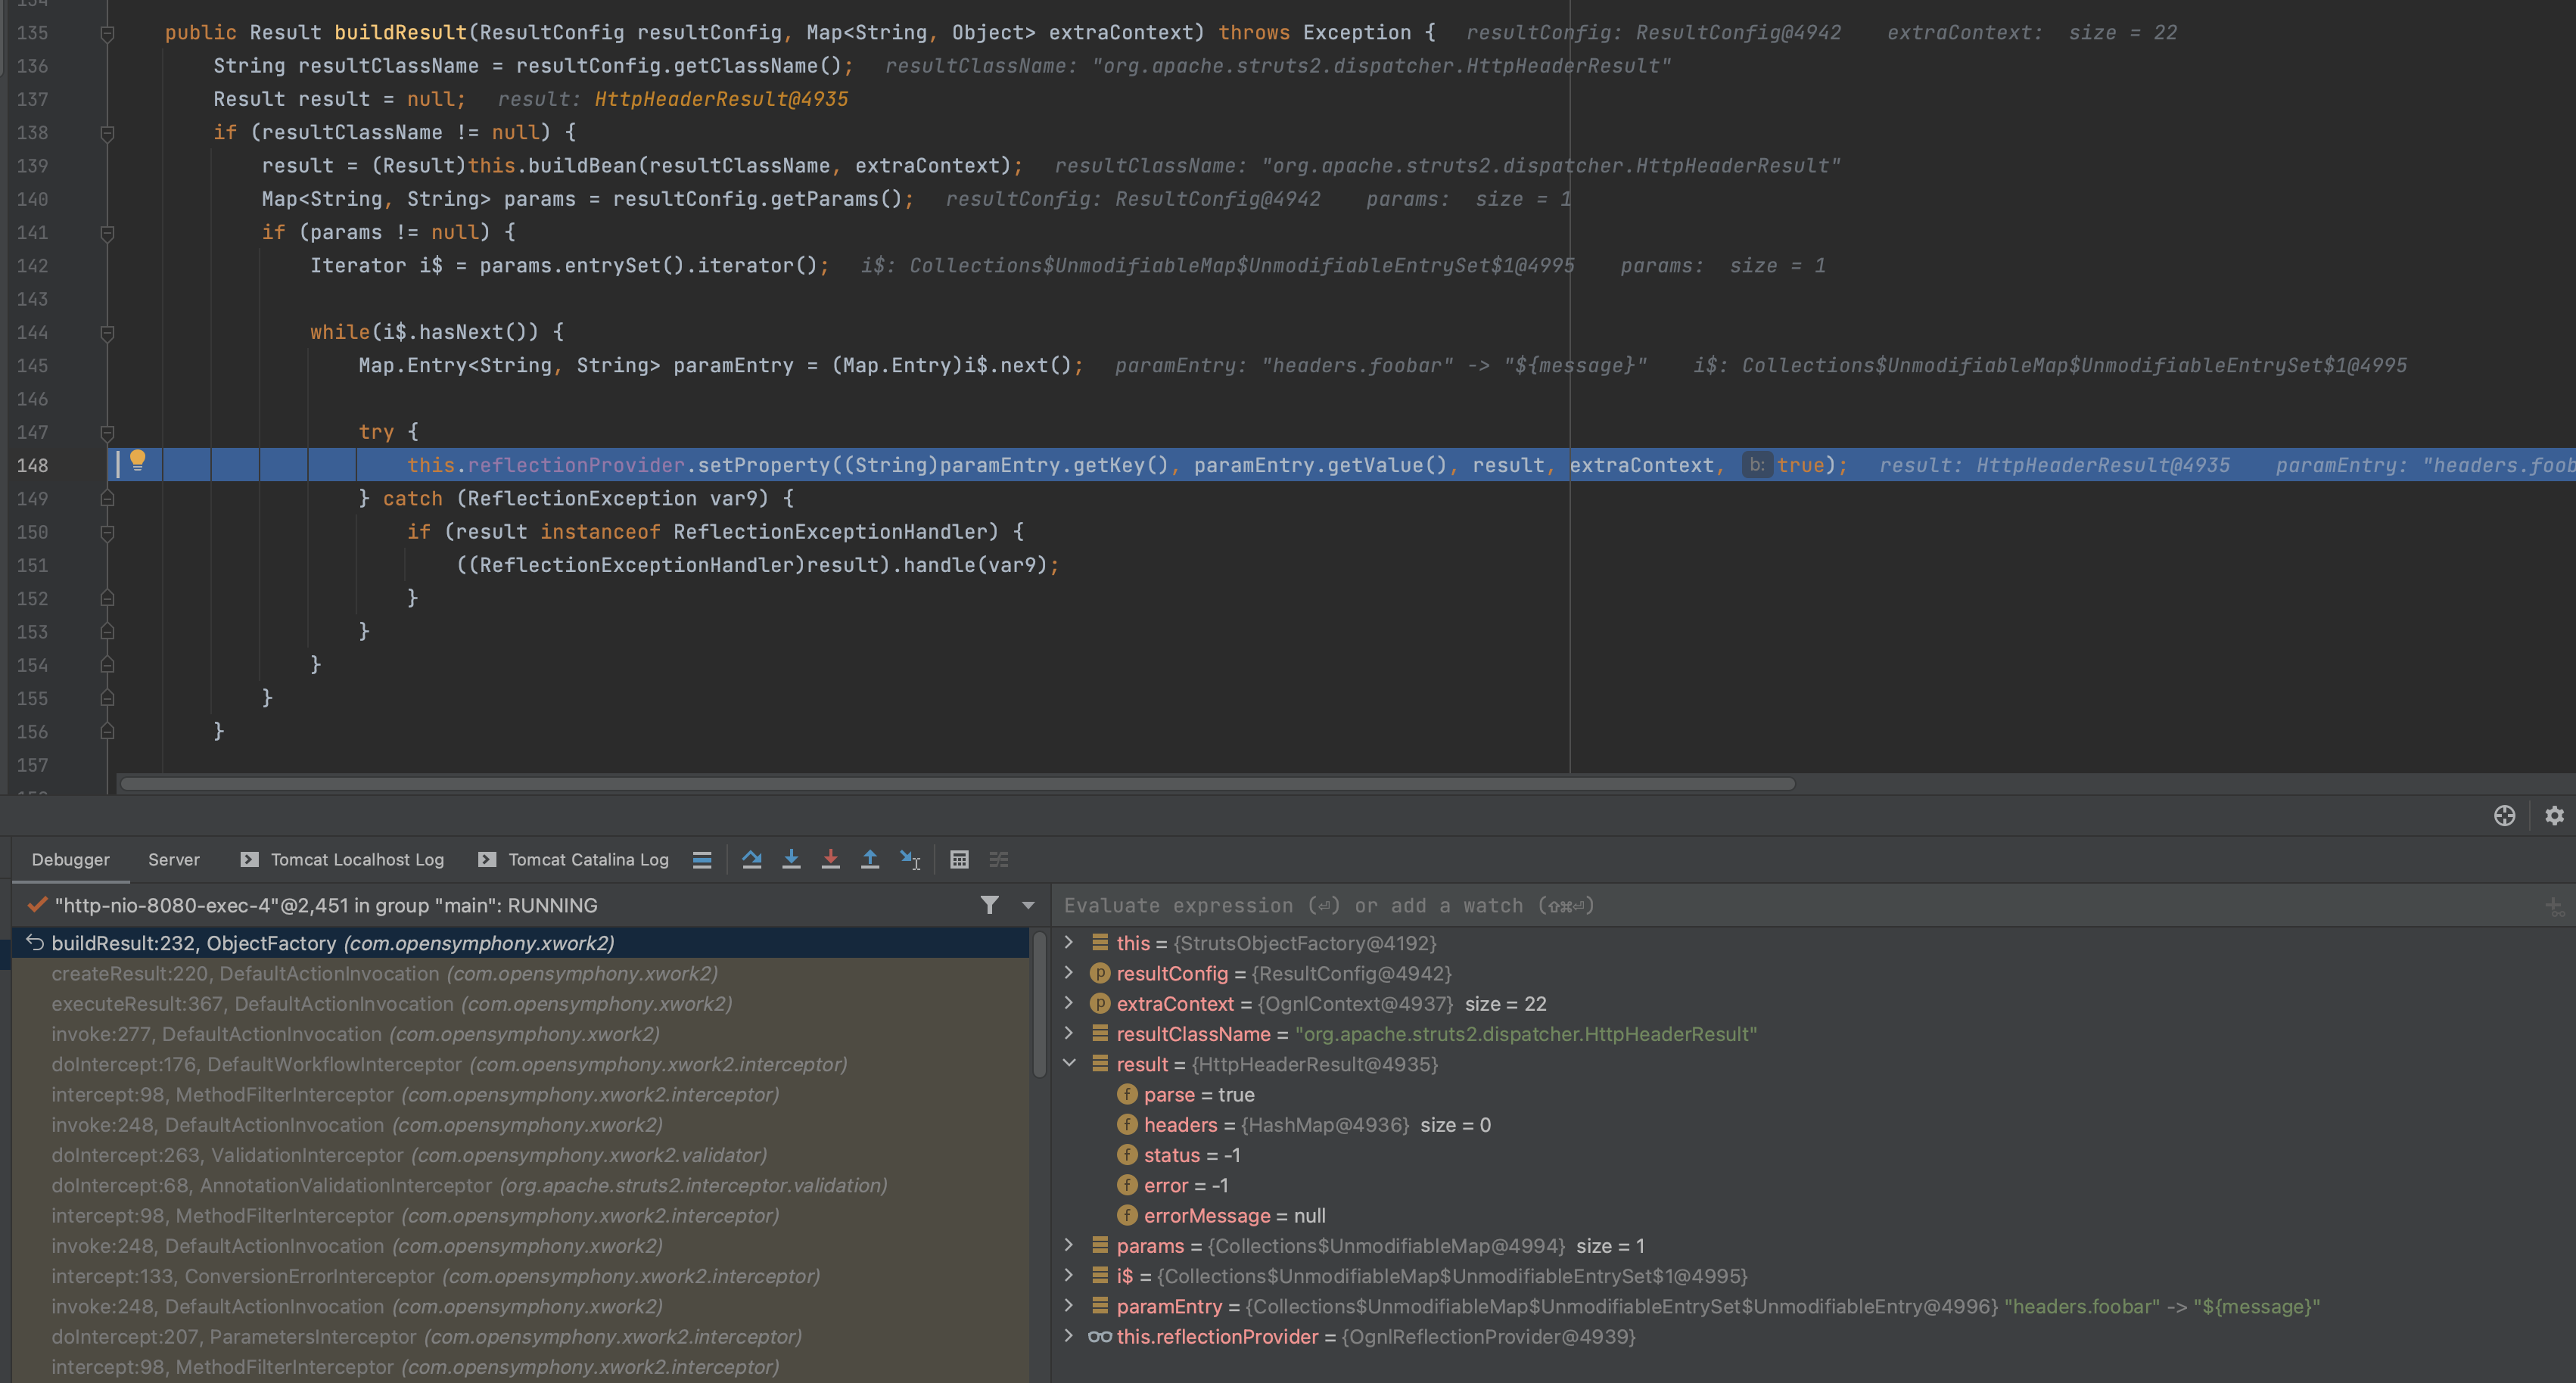 134
135 public Result buildResult(ResultConfig resultConfig, Map<String, Object> extraContext) throws Exception { resultConfig: ResultConfig@4942 extraContext: size = 22
136 String resultClassName = resultConfig.getClassName(); resultClassName: "org.apache.struts2.dispatcher.HttpHeaderResult"
137 Result result = null; result: HttpHeaderResult@4935
138 if (resultClassName != null) {
139 result = (Result)this.buildBean(resultClassName, extraContext); resultClassName: "org.apache.struts2.dispatcher.HttpHeaderResult"
140 Map<String, String> params = resultConfig.getParams(); resultConfig: ResultConfig@4942 params: size = 1
141 if (params != null) {
142 Iterator i$ = params.entrySet().iterator(); i$: Collections$UnmodifiableMap$UnmodifiableEntrySet$1@4995 params: size = 1
143
144 while(i$.hasNext()) {
145 Map.Entry<String, String> paramEntry = (Map.Entry)i$.next(); paramEntry: "headers.foobar" -> "${message}" i$: Collections$UnmodifiableMap$UnmodifiableEntrySet$1@4995
146
147 try {
148 this.reflectionProvider.setProperty((String)paramEntry.getKey(), paramEntry.getValue(), result, extraContext, b: true); result: HttpHeaderResult@4935 paramEntry: "headers.foob
149 } catch (ReflectionException var9) {
150 if (result instanceof ReflectionExceptionHandler) {
151 ((ReflectionExceptionHandler)result).handle(var9);
152 }
153 }
154 }
155 }
156 }
157
Debugger Server Tomcat Localhost Log Tomcat Catalina Log
"http-nio-8080-exec-4"@2,451 in group "main": RUNNING
buildResult:232, ObjectFactory (com.opensymphony.xwork2)
createResult:220, DefaultActionInvocation (com.opensymphony.xwork2)
executeResult:367, DefaultActionInvocation (com.opensymphony.xwork2)
invoke:277, DefaultActionInvocation (com.opensymphony.xwork2)
doIntercept:176, DefaultWorkflowInterceptor (com.opensymphony.xwork2.interceptor)
intercept:98, MethodFilterInterceptor (com.opensymphony.xwork2.interceptor)
invoke:248, DefaultActionInvocation (com.opensymphony.xwork2)
doIntercept:263, ValidationInterceptor (com.opensymphony.xwork2.validator)
doIntercept:68, AnnotationValidationInterceptor (org.apache.struts2.interceptor.validation)
intercept:98, MethodFilterInterceptor (com.opensymphony.xwork2.interceptor)
invoke:248, DefaultActionInvocation (com.opensymphony.xwork2)
intercept:133, ConversionErrorInterceptor (com.opensymphony.xwork2.interceptor)
invoke:248, DefaultActionInvocation (com.opensymphony.xwork2)
doIntercept:207, ParametersInterceptor (com.opensymphony.xwork2.interceptor)
intercept:98, MethodFilterInterceptor (com.opensymphony.xwork2.interceptor)
Evaluate expression (⏎) or add a watch (⇧⌘⏎)
this = {StrutsObjectFactory@4192}
resultConfig = {ResultConfig@4942}
extraContext = {OgnlContext@4937} size = 22
resultClassName = "org.apache.struts2.dispatcher.HttpHeaderResult"
result = {HttpHeaderResult@4935}
parse = true
headers = {HashMap@4936} size = 0
status = -1
error = -1
errorMessage = null
params = {Collections$UnmodifiableMap@4994} size = 1
i$ = {Collections$UnmodifiableMap$UnmodifiableEntrySet$1@4995}
paramEntry = {Collections$UnmodifiableMap$UnmodifiableEntrySet$UnmodifiableEntry@4996} "headers.foobar" -> "${message}"
this.reflectionProvider = {OgnlReflectionProvider@4939}